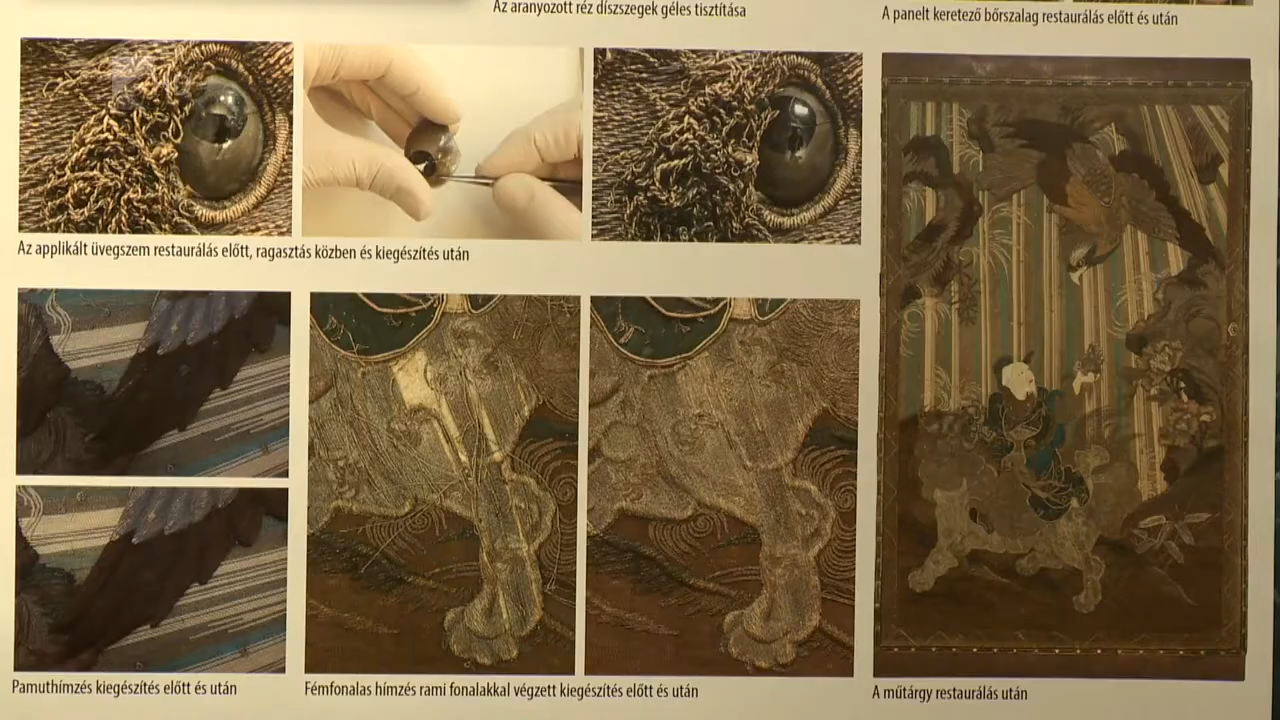 Az aranyozott réz díszszegek géles tisztítása
A panelt keretező bőrszalag restaurálás előtt és után
Az applikált üvegszem restaurálás előtt, ragasztás közben és kiegészítés után
Pamuthímzés kiegészítés előtt és után
Fémfonalas hímzés rami fonalakkal végzett kiegészítés előtt és után
A műtárgy restaurálás után